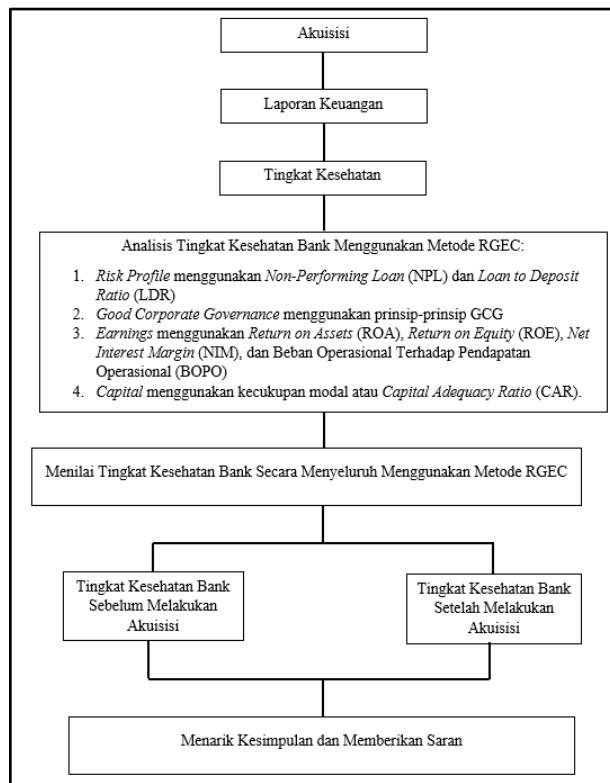 Akuisisi
Laporan Keuangan
Tingkat Kesehatan
Analisis Tingkat Kesehatan Bank Menggunakan Metode RGEC:
1. Risk Profile menggunakan Non-Performing Loan (NPL) dan Loan to Deposit
Ratio (LDR)
2. Good Corporate Governance menggunakan prinsip-prinsip GCG
3. Earnings menggunakan Return on Assets (ROA), Return on Equity (ROE), Net
Interest Margin (NIM), dan Beban Operasional Terhadap Pendapatan
Operasional (BOPO)
4. Capital menggunakan kecukupan modal atau Capital Adequacy Ratio (CAR).
Menilai Tingkat Kesehatan Bank Secara Menyeluruh Menggunakan Metode RGEC
Tingkat Kesehatan Bank
Sebelum Melakukan
Akuisisi
Tingkat Kesehatan Bank
Setelah Melakukan
Akuisisi
Menarik Kesimpulan dan Memberikan Saran